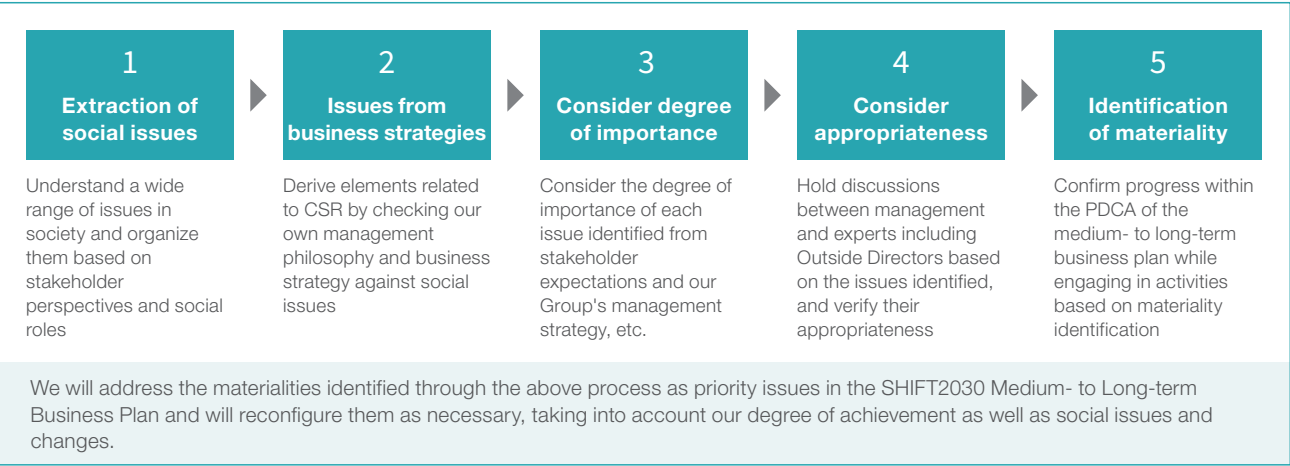 1
Extraction of
social issues
Understand a wide
range of issues in
society and organize
them based on
stakeholder
perspectives and social
roles
2
Issues from
business strategies
Derive elements related
to CSR by checking our
own management
philosophy and business
strategy against social
issues
3
Consider degree
of importance
Consider the degree of
importance of each
issue identified from
stakeholder
expectations and our
Group's management
strategy, etc.
4
Consider
appropriateness
Hold discussions
between management
and experts including
Outside Directors based
on the issues identified,
and verify their
appropriateness
5
Identification
of materiality
Confirm progress within
the PDCA of the
medium- to long-term
business plan while
engaging in activities
based on materiality
identification
We will address the materialities identified through the above process as priority issues in the SHIFT2030 Medium- to Long-term
Business Plan and will reconfigure them as necessary, taking into account our degree of achievement as well as social issues and
changes.